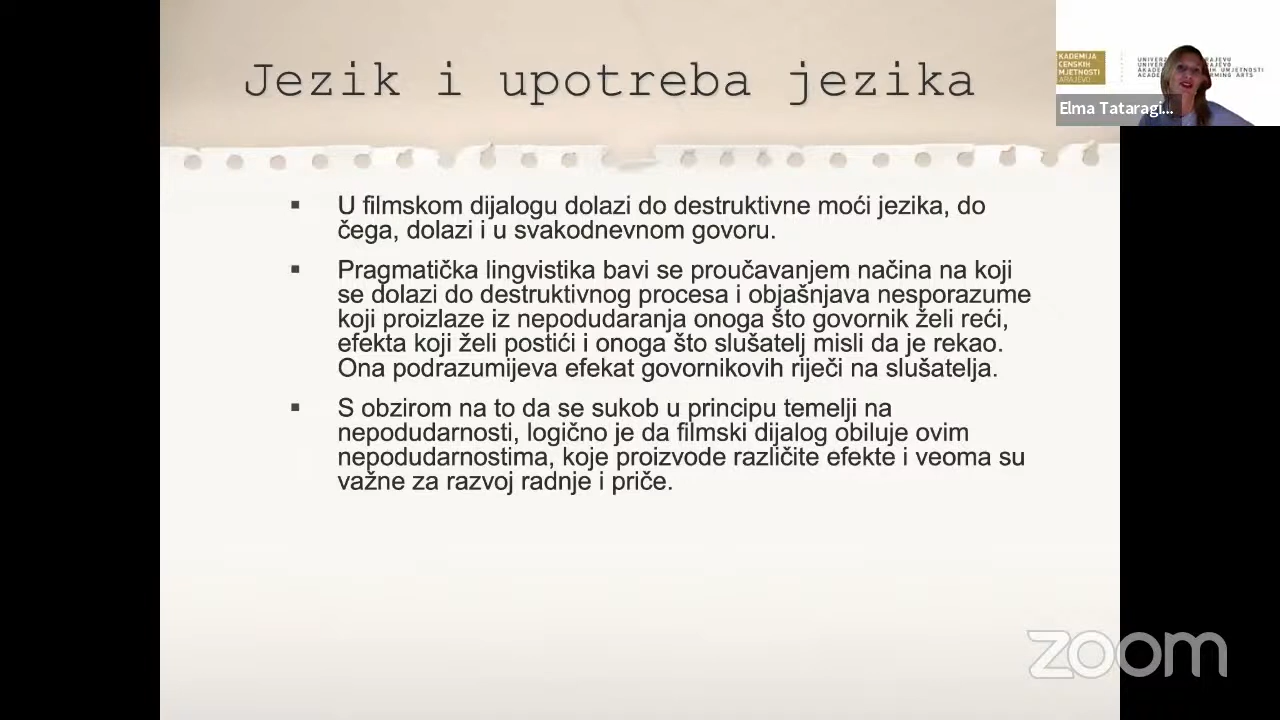 Jezik i upotreba jezika
U filmskom dijalogu dolazi do destruktivne moći jezika, do
čega, dolazi i u svakodnevnom govoru.
Pragmatička lingvistika bavi se proučavanjem načina na koji
se dolazi do destruktivnog procesa i objašnjava nesporazume
koji proizlaze iz nepodudaranja onoga što govornik želi reći,
efekta koji želi postići i onoga što slušatelj misli da je rekao.
Ona podrazumijeva efekat govornikovih riječi na slušatelja.
S obzirom na to da se sukob u principu temelji na
nepodudarnosti, logično je da filmski dijalog obiluje ovim
nepodudarnostima, koje proizvode različite efekte i veoma su
važne za razvoj radnje i priče.
Elma Tataragi...
zoom